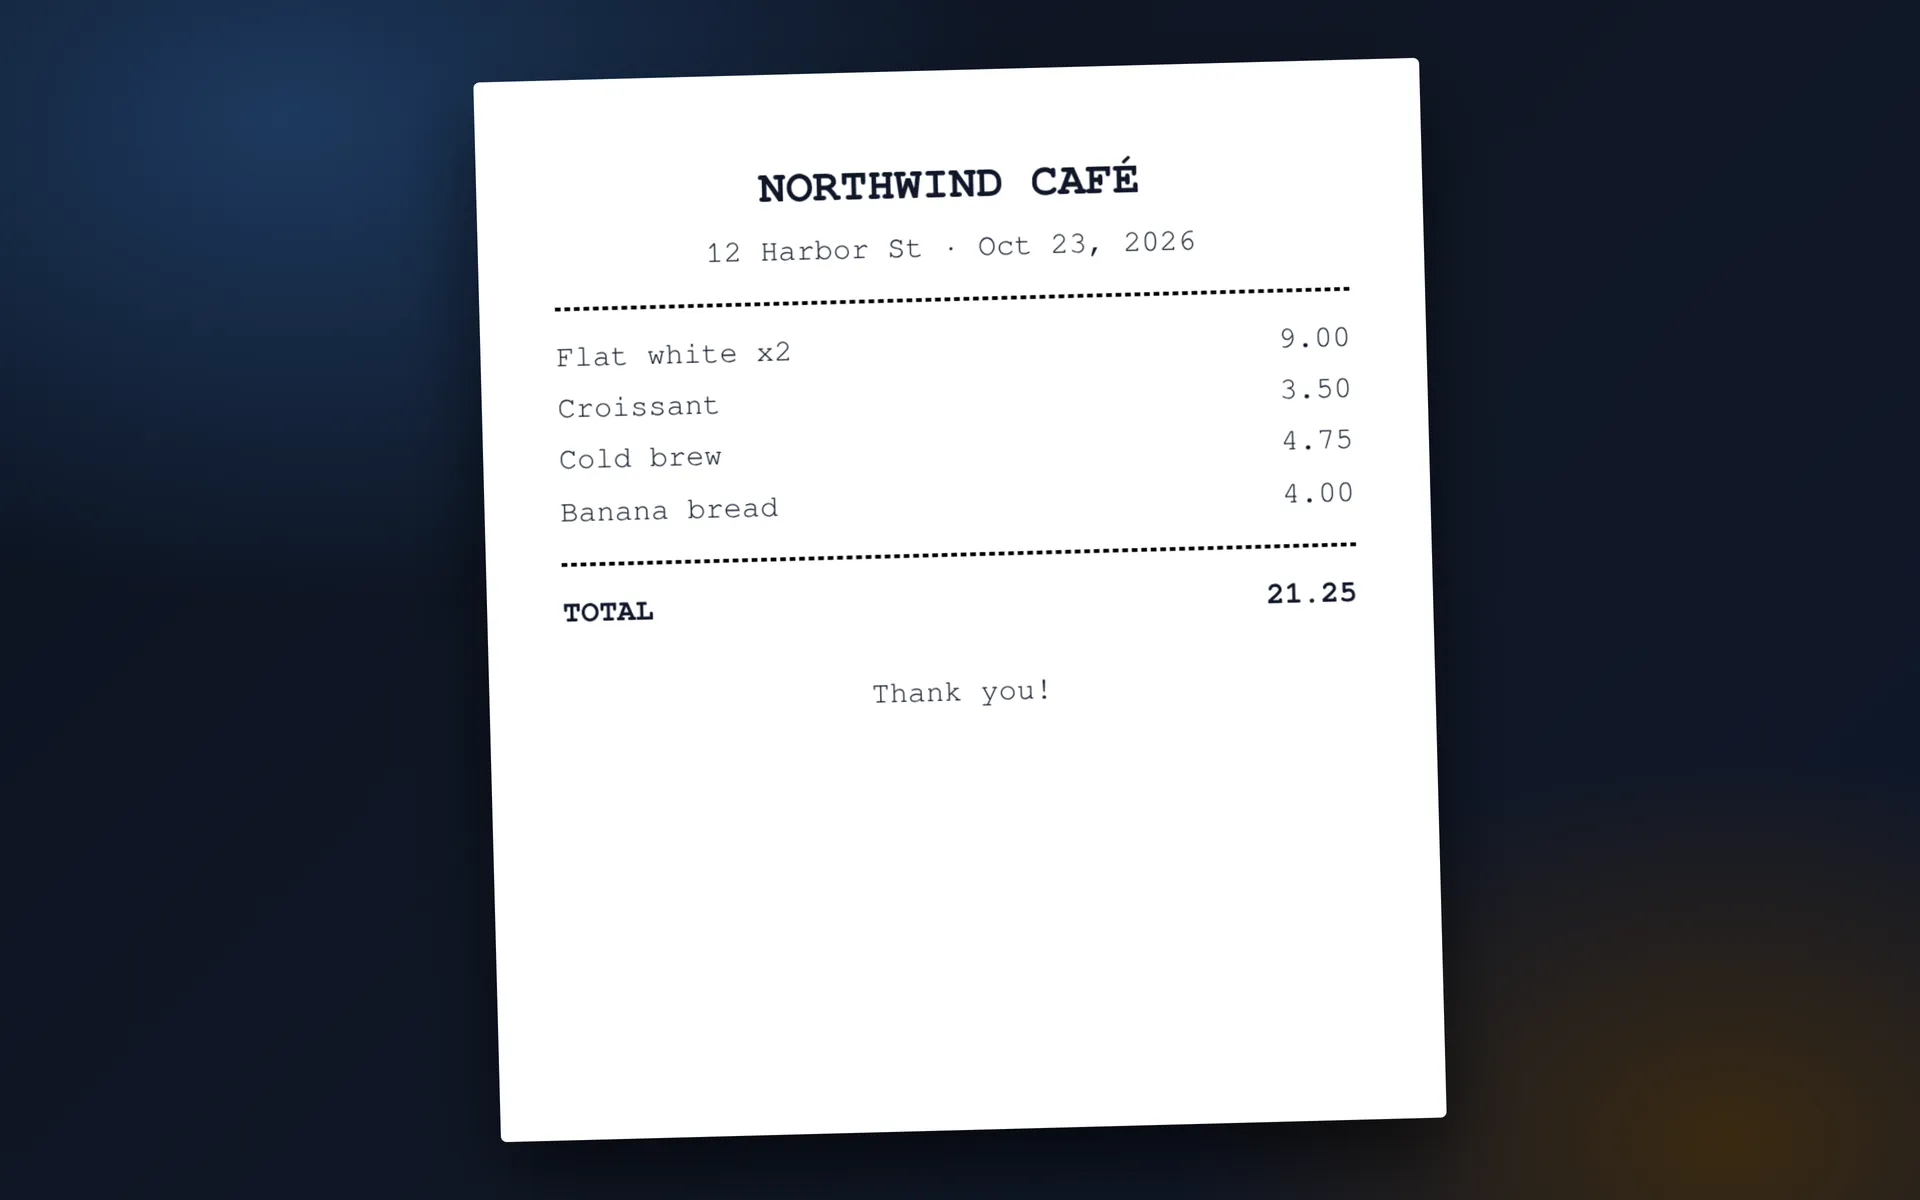 NORTHWIND CAFÉ
12 Harbor St · Oct 23, 2026
Flat white x2 9.00
Croissant 3.50
Cold brew 4.75
Banana bread 4.00
TOTAL 21.25
Thank you!